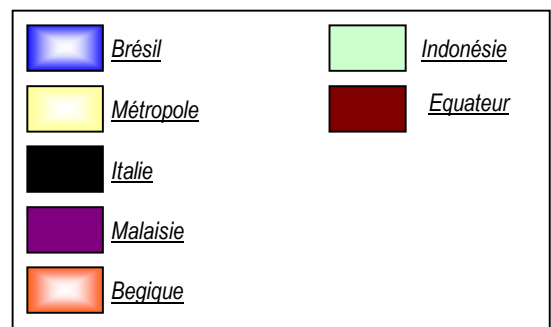 Brésil
Métropole
Italie
Malaisie
Begique
Indonésie
Equateur